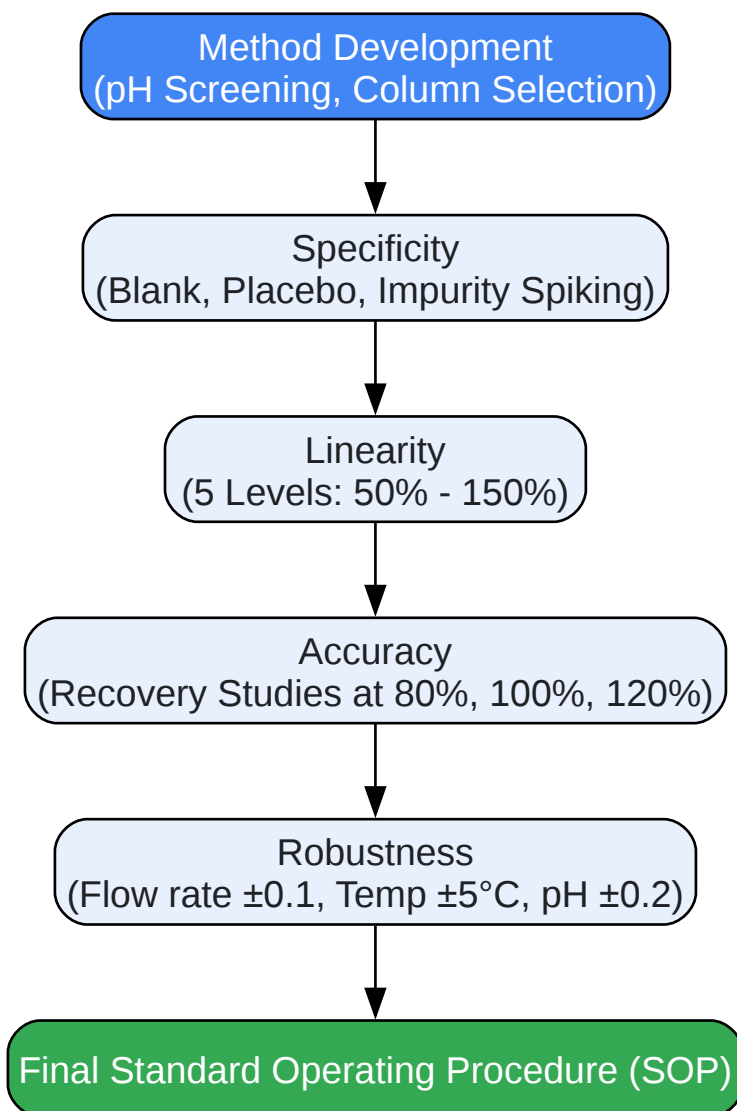 Method Development
(pH Screening, Column Selection)
Specificity
(Blank, Placebo, Impurity Spiking)
Linearity
(5 Levels: 50% - 150%)
Accuracy
(Recovery Studies at 80%, 100%, 120%)
Robustness
(Flow rate ±0.1, Temp ±5°C, pH ±0.2)
Final Standard Operating Procedure (SOP)